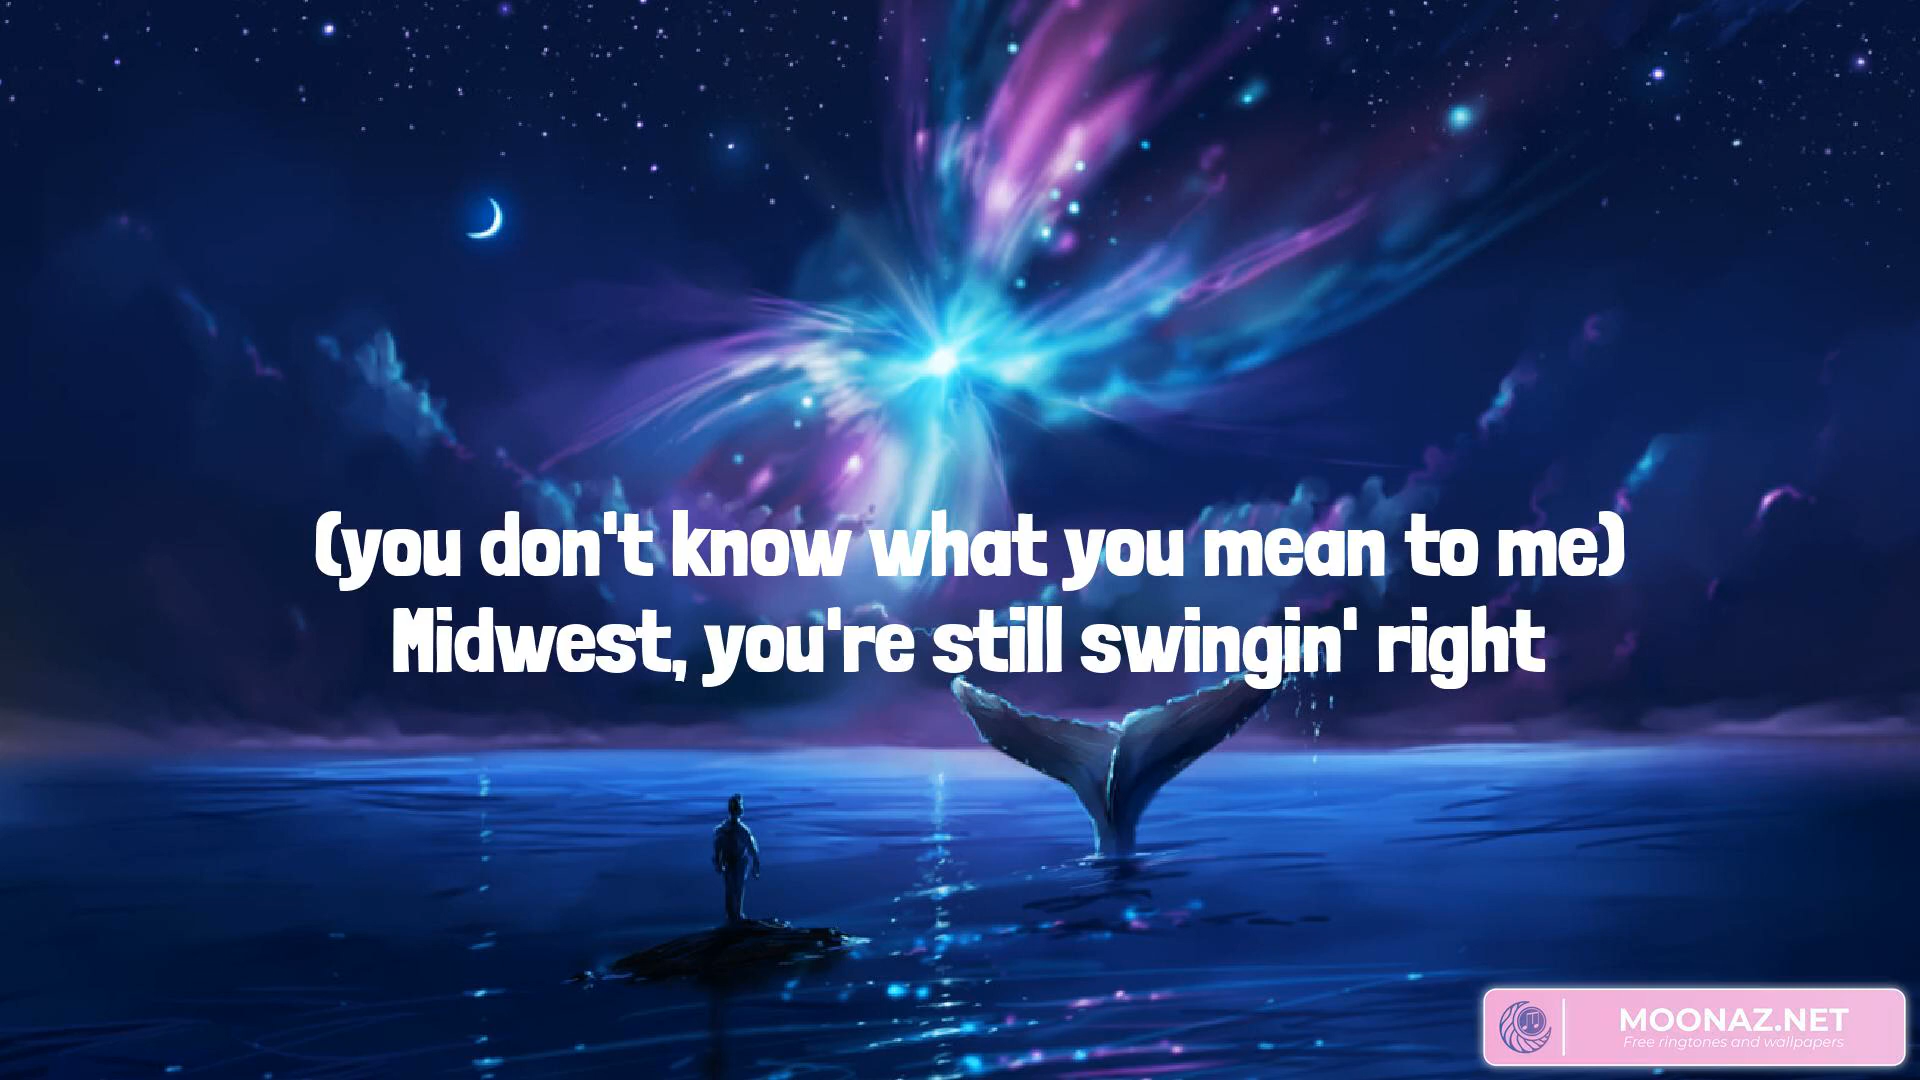 (you don't know what you mean to me)
Midwest, you're still swingin' right
MOONAZ.NET
Free ringtones and wallpapers